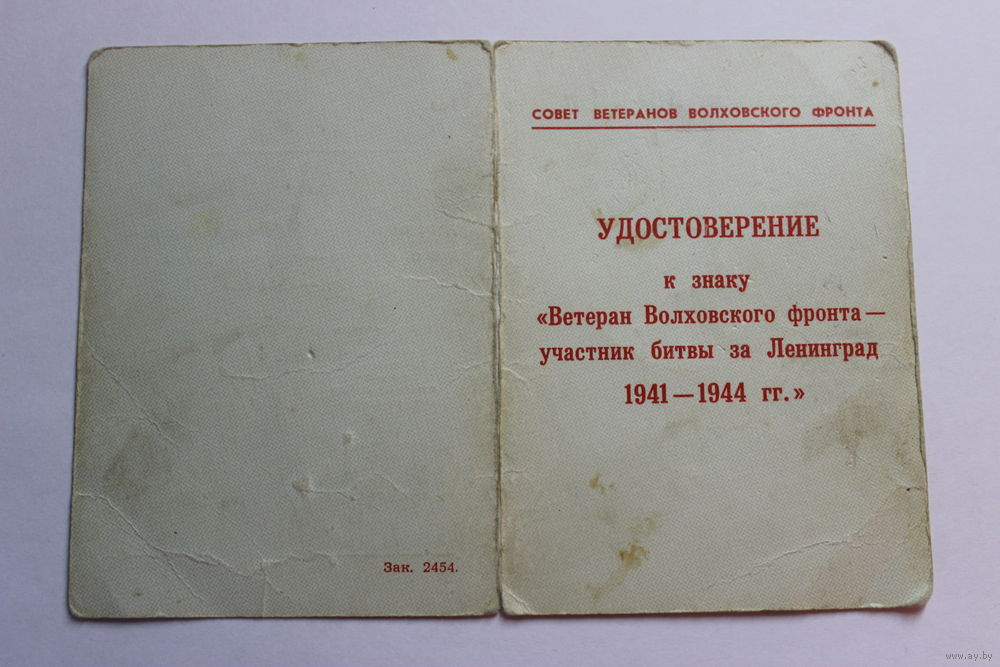 Зак. 2454.
СОВЕТ ВЕТЕРАНОВ ВОЛХОВСКОГО ФРОНТА
УДОСТОВЕРЕНИЕ
к знаку
«Ветеран Волховского фронта —
участник битвы за Ленинград
1941 — 1944 гг.»
www.ay.by